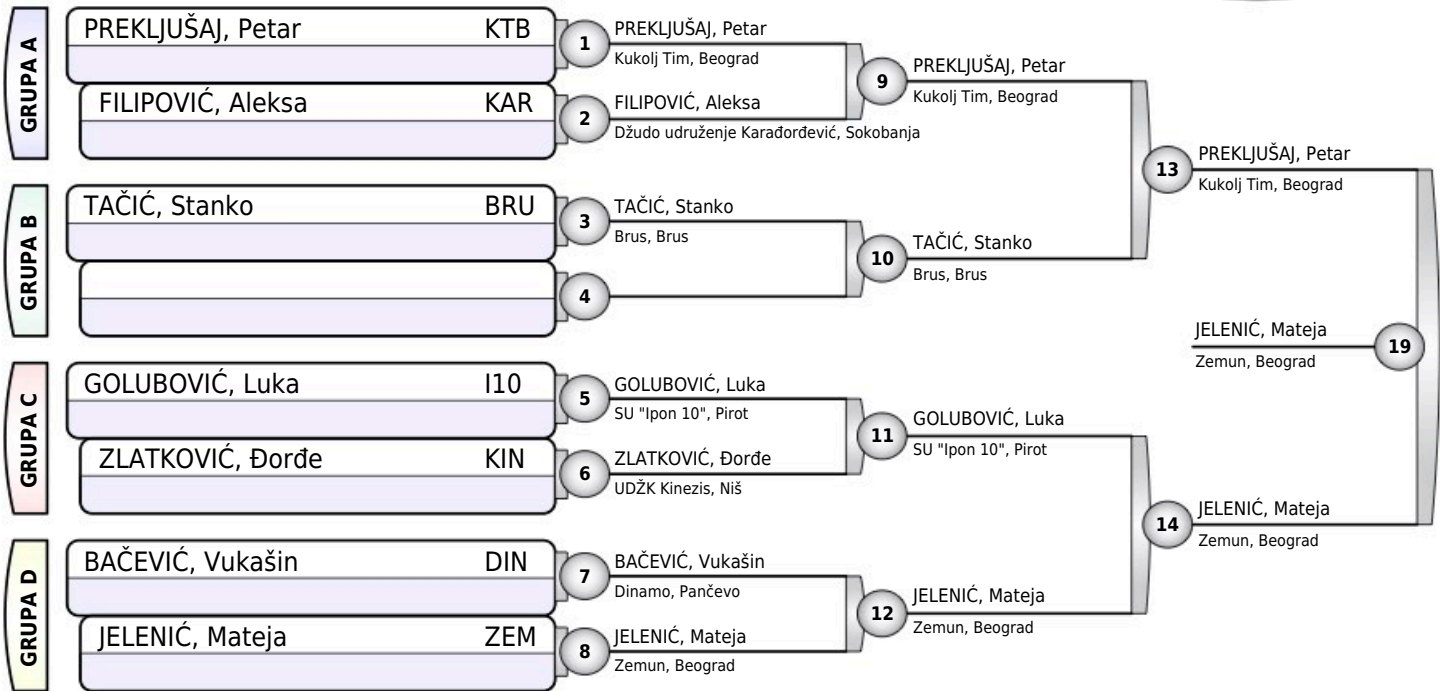 GRUPA A
PREKLJUŠAJ, Petar KTB
FILIPOVIĆ, Aleksa KAR
1
PREKLJUŠAJ, Petar
Kukolj Tim, Beograd
2
FILIPOVIĆ, Aleksa
Džudo udruženje Karađorđević, Sokobanja
9
PREKLJUŠAJ, Petar
Kukolj Tim, Beograd
GRUPA B
TAČIĆ, Stanko BRU
3
TAČIĆ, Stanko
Brus, Brus
4
10
TAČIĆ, Stanko
Brus, Brus
13
PREKLJUŠAJ, Petar
Kukolj Tim, Beograd
GRUPA C
GOLUBOVIĆ, Luka I10
ZLATKOVIĆ, Đorđe KIN
5
GOLUBOVIĆ, Luka
SU "Ipon 10", Pirot
6
ZLATKOVIĆ, Đorđe
UDŽK Kinezis, Niš
11
GOLUBOVIĆ, Luka
SU "Ipon 10", Pirot
GRUPA D
BAČEVIĆ, Vukašin DIN
JELENIĆ, Mateja ZEM
7
BAČEVIĆ, Vukašin
Dinamo, Pančevo
8
JELENIĆ, Mateja
Zemun, Beograd
12
JELENIĆ, Mateja
Zemun, Beograd
14
JELENIĆ, Mateja
Zemun, Beograd
JELENIĆ, Mateja
Zemun, Beograd
19